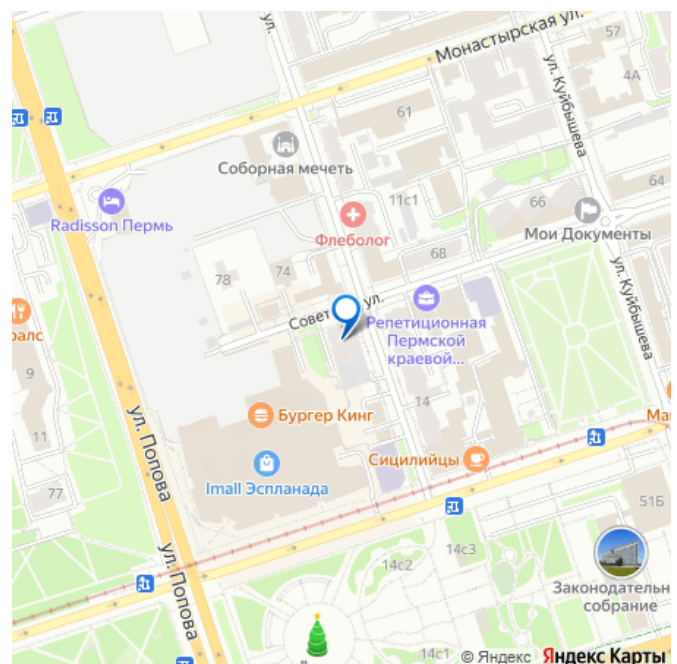 Монастырская ул.
57
ул.
4А
ул. Куйбышева
61
Соборная мечеть
64
11с1
66
Radisson Пермь
Флеболог
Мои Документы
68
78
74
ул. Куйбышева
Совет
ул.
Репетиционная
Пермской
краевой...
ралс
9
14
Бургер Кинг
Ма
ул. Попова
11
Сицилийцы
Imall Эспланада
77
51Б
ул. Попова
14с3
14с2
Законодательн
собрание
14с1
© Яндекс Яндекс Карты